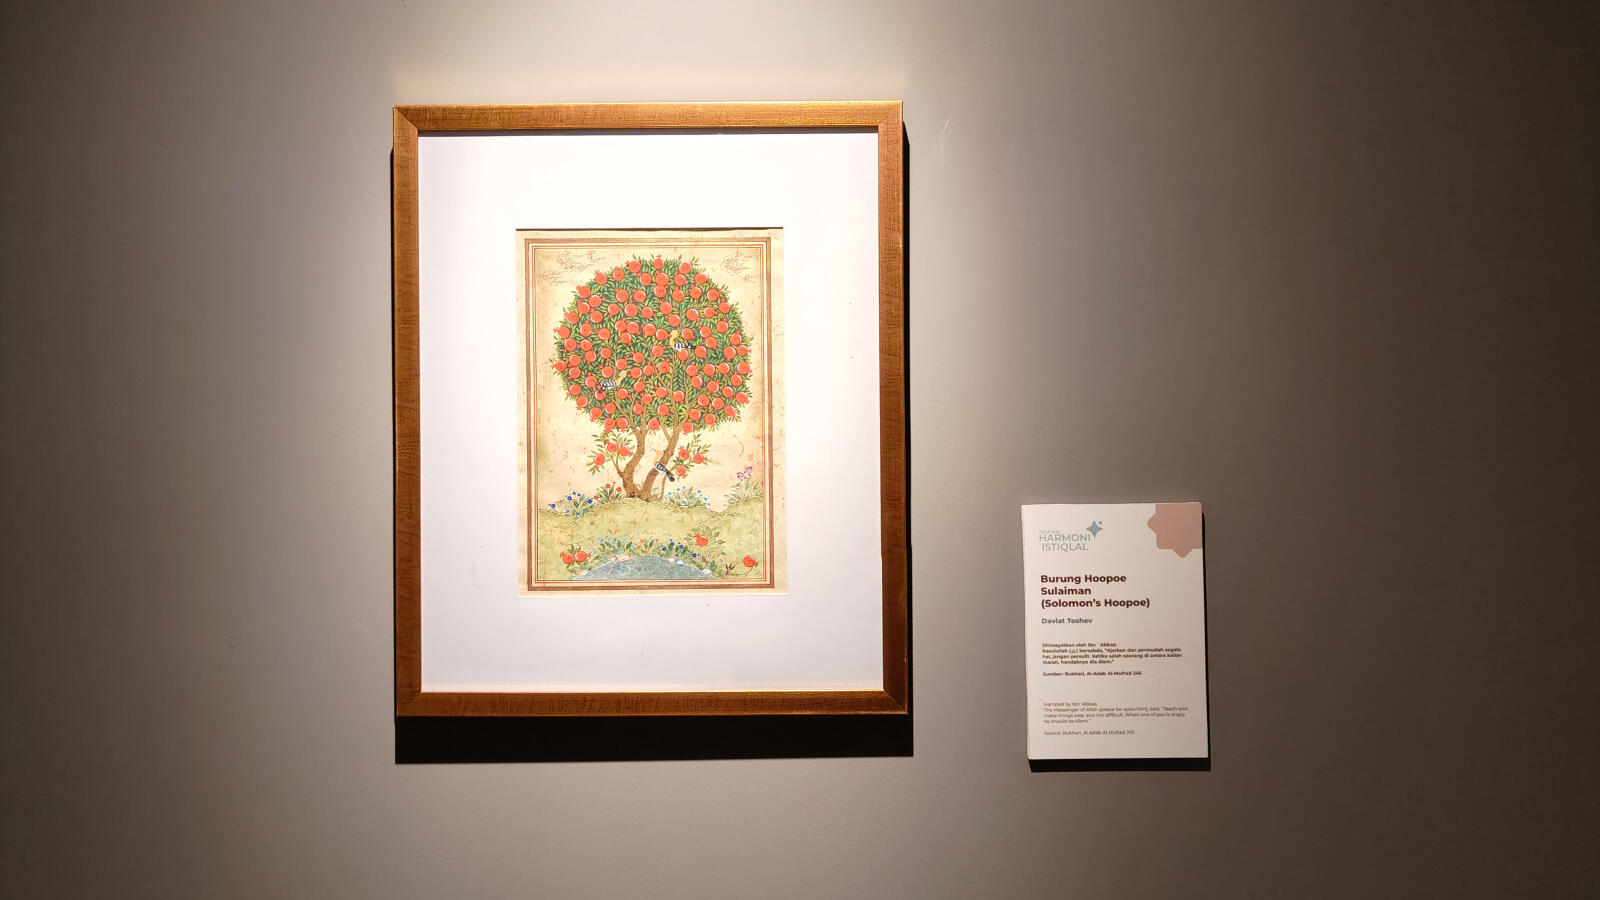 FESTIVAL
HARMONI
ISTIQLAL
Burung Hoopoe
Sulaiman
(Solomon's Hoopoe)
Davlat Toshev
Diriwayatkan oleh Ibn `Abbas:
Rasulullah (ﷺ) bersabda, "Ajarkan dan permudah segala
hal, jangan persulit. Ketika salah seorang di antara kalian
marah, hendaknya dia diam."
Sumber: Bukhari, Al-Adab Al-Mufrad 245
Narrated by Ibn 'Abbas:
The Messenger of Allah (peace be upon him), said, "Teach and
make things easy and not difficult. When one of you is angry,
he should be silent."
Source: Bukhari, Al Adab Al Mufrad 245